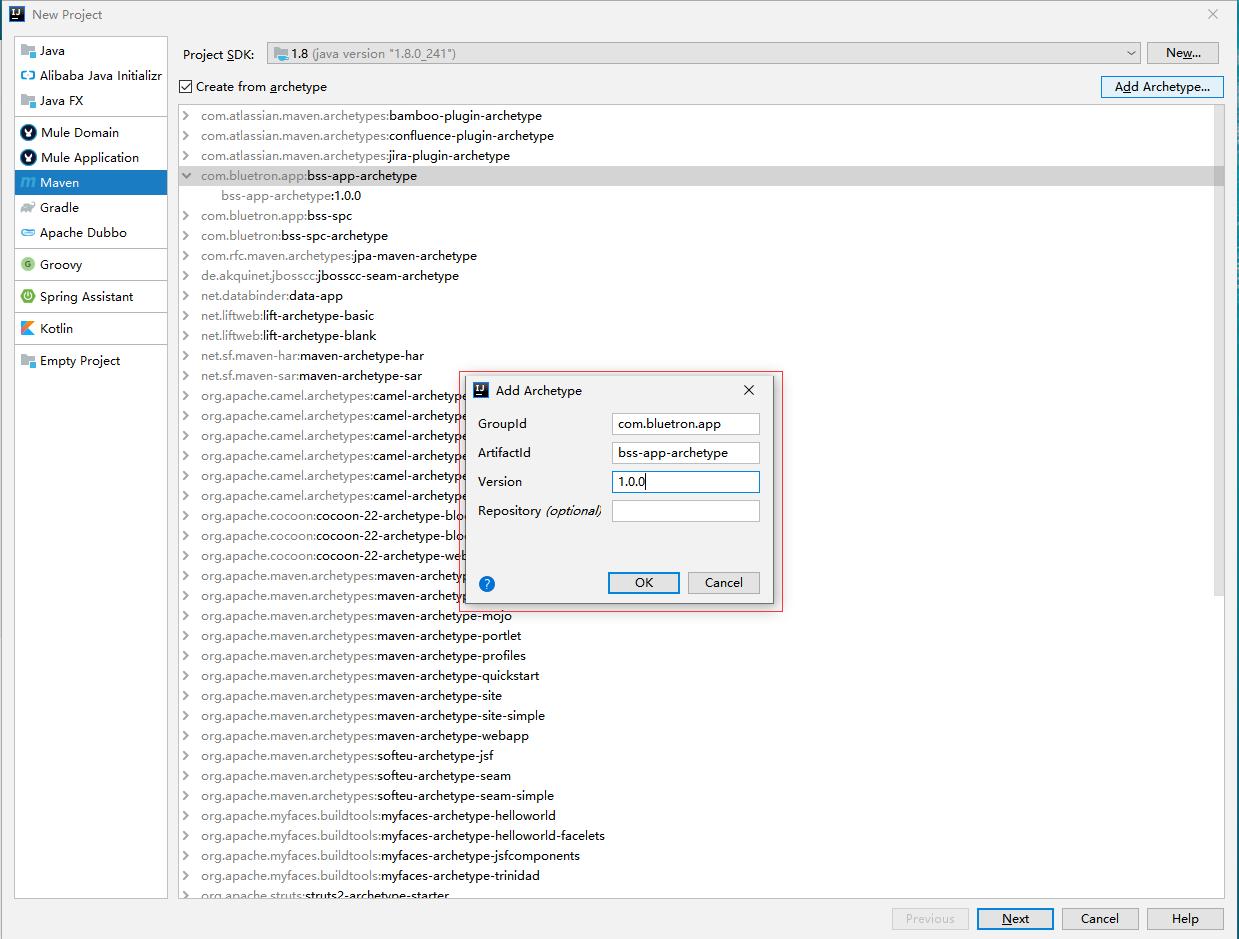 New Project
Java
Alibaba Java Initializr
Java FX
Mule Domain
Mule Application
Maven
Gradle
Apache Dubbo
Groovy
Spring Assistant
Kotlin
Empty Project
Project SDK: 1.8 (java version "1.8.0_241") New...
Create from archetype Add Archetype...
com.atlassian.maven.archetypes:bamboo-plugin-archetype
com.atlassian.maven.archetypes:confluence-plugin-archetype
com.atlassian.maven.archetypes:jira-plugin-archetype
com.bluetron.app:bss-app-archetype
bss-app-archetype:1.0.0
com.bluetron.app:bss-spc
com.bluetron:bss-spc-archetype
com.rfc.maven.archetypes:jpa-maven-archetype
de.akquinet.jbosscc:jbosscc-seam-archetype
net.databinder:data-app
net.liftweb:lift-archetype-basic
net.liftweb:lift-archetype-blank
net.sf.maven-har:maven-archetype-har
net.sf.maven-sar:maven-archetype-sar
org.apache.camel.archetypes:camel-archetype
org.apache.camel.archetypes:camel-archetype
org.apache.camel.archetypes:camel-archetype
org.apache.camel.archetypes:camel-archetype
org.apache.camel.archetypes:camel-archetype
org.apache.camel.archetypes:camel-archetype
org.apache.cocoon:cocoon-22-archetype-blo
org.apache.cocoon:cocoon-22-archetype-blo
org.apache.cocoon:cocoon-22-archetype-web
org.apache.maven.archetypes:maven-archetyp
org.apache.maven.archetypes:maven-archetyp
org.apache.maven.archetypes:maven-archetype-mojo
org.apache.maven.archetypes:maven-archetype-portlet
org.apache.maven.archetypes:maven-archetype-profiles
org.apache.maven.archetypes:maven-archetype-quickstart
org.apache.maven.archetypes:maven-archetype-site
org.apache.maven.archetypes:maven-archetype-site-simple
org.apache.maven.archetypes:maven-archetype-webapp
org.apache.maven.archetypes:softeu-archetype-jsf
org.apache.maven.archetypes:softeu-archetype-seam
org.apache.maven.archetypes:softeu-archetype-seam-simple
org.apache.myfaces.buildtools:myfaces-archetype-helloworld
org.apache.myfaces.buildtools:myfaces-archetype-helloworld-facelets
org.apache.myfaces.buildtools:myfaces-archetype-jsfcomponents
org.apache.myfaces.buildtools:myfaces-archetype-trinidad
org.apache.struts:struts2-archetype-starter
Add Archetype
GroupId com.bluetron.app
ArtifactId bss-app-archetype
Version 1.0.0
Repository (optional)
? OK Cancel
Previous Next Cancel Help